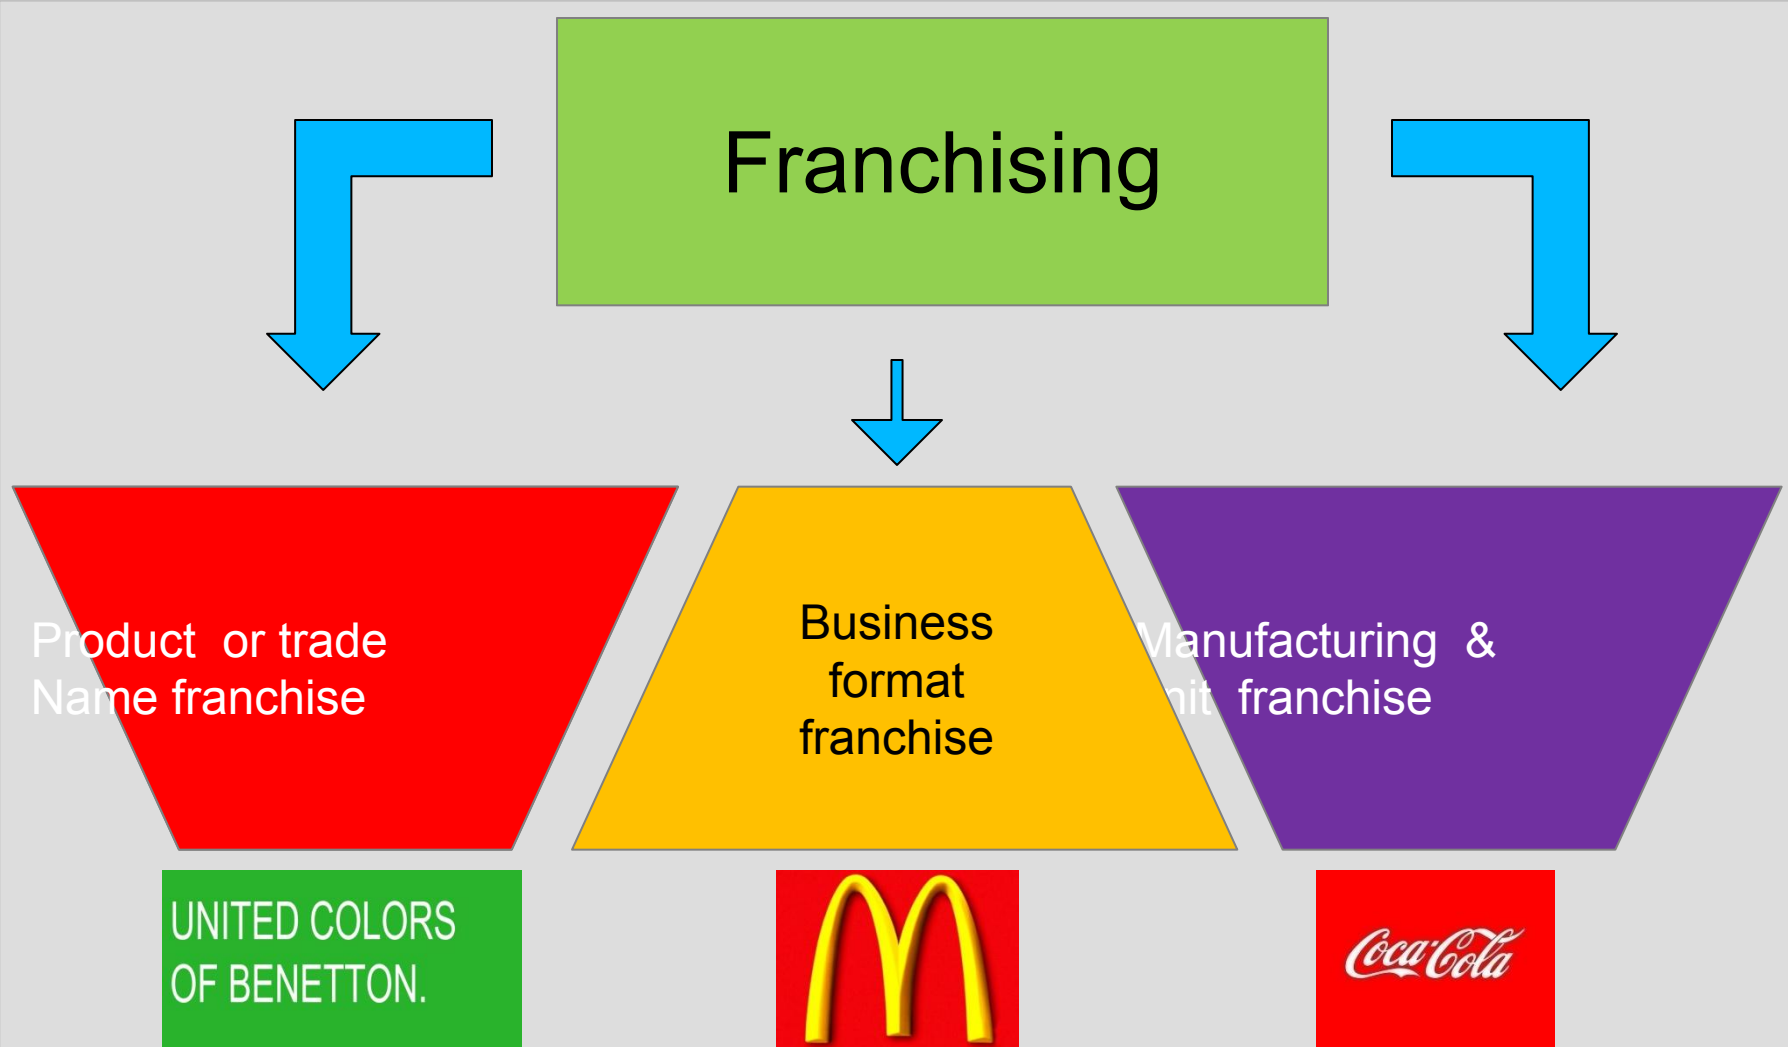 Franchising
Product or trade
Name franchise
Business
format
franchise
Manufacturing &
franchise
UNITED COLORS
OF BENETTON.
Coca-Cola